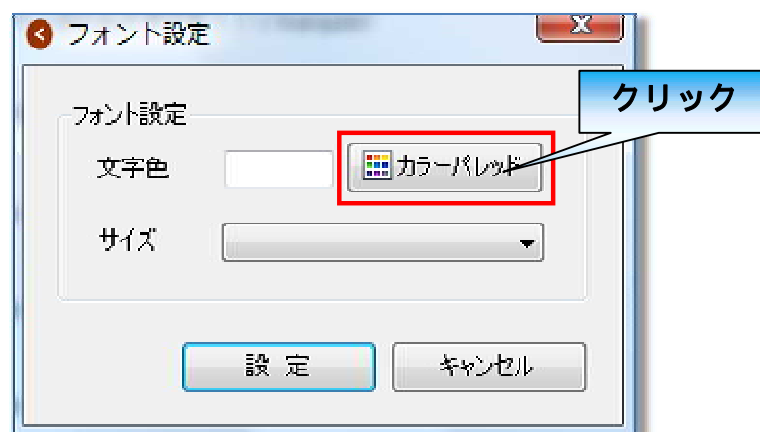 フォント設定
クリック
フォント設定
文字色
カラーパレッド
サイズ
設 定
キャンセル